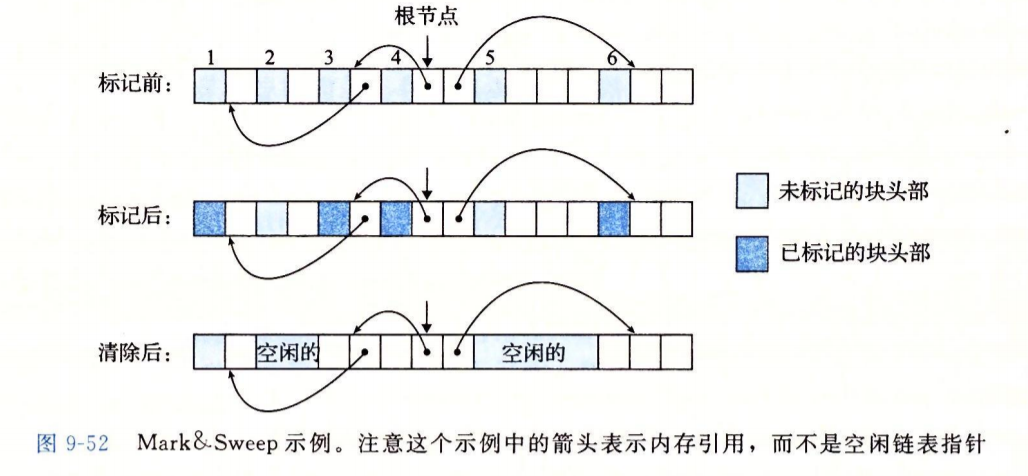 根节点
1 2 3 4 5 6
标记前:
标记后:
未标记的块头部
已标记的块头部
清除后: 空闲的 空闲的
图 9-52 Mark&Sweep 示例。注意这个示例中的箭头表示内存引用，而不是空闲链表指针